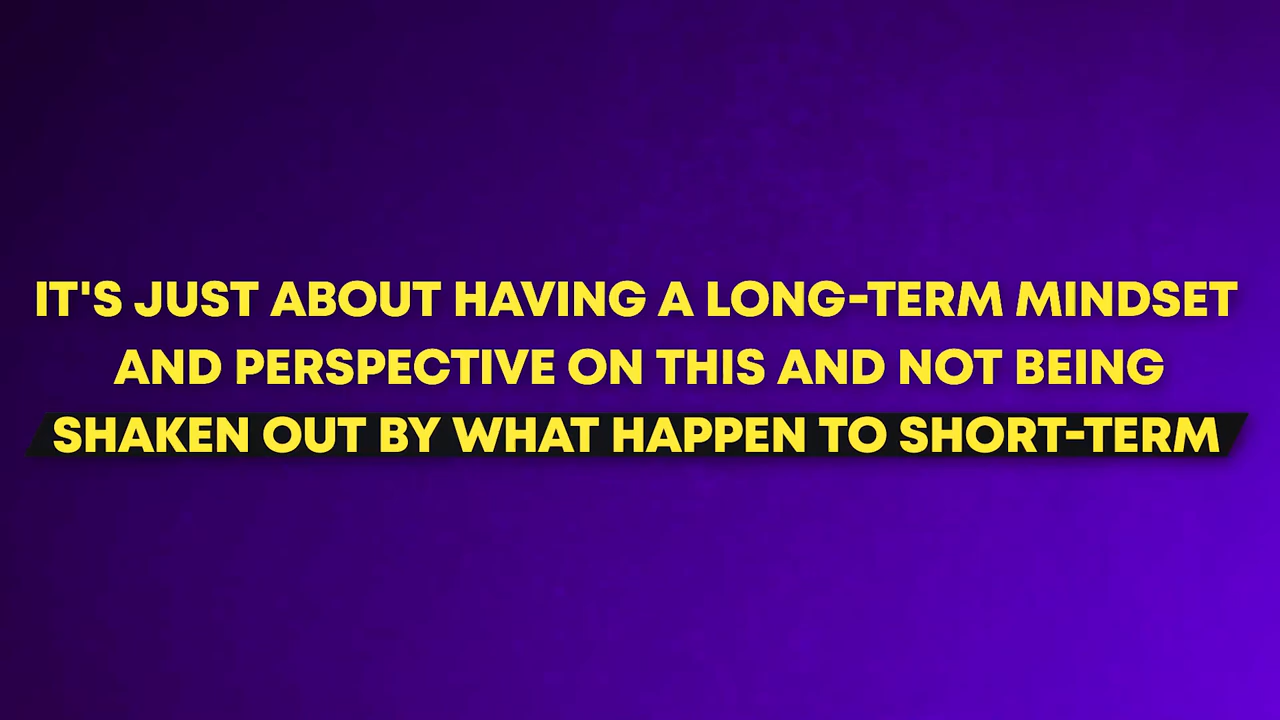 IT'S JUST ABOUT HAVING A LONG-TERM MINDSET
AND PERSPECTIVE ON THIS AND NOT BEING
SHAKEN OUT BY WHAT HAPPEN TO SHORT-TERM